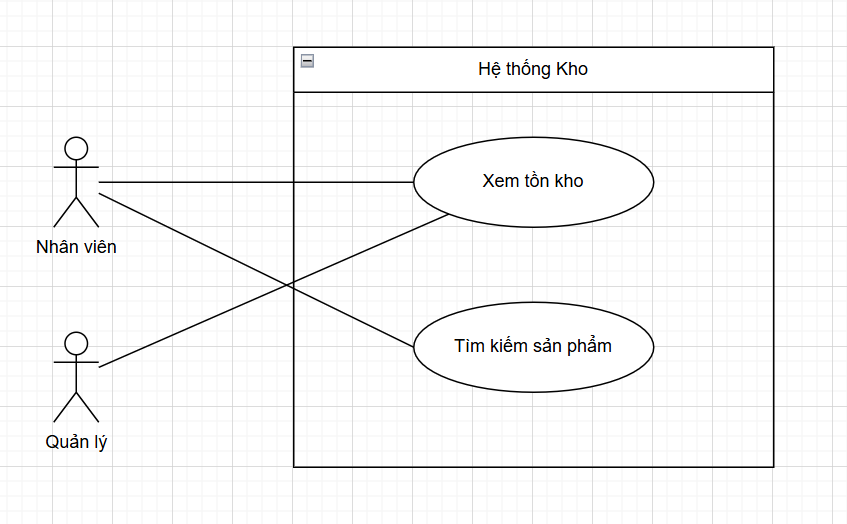 Hệ thống Kho
Xem tồn kho
Nhân viên
Tìm kiếm sản phẩm
Quản lý